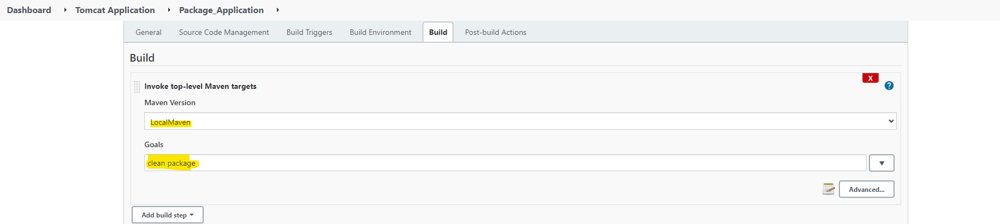 Dashboard Tomcat Application Package_Application
General Source Code Management Build Triggers Build Environment Build Post-build Actions
Build
X
Invoke top-level Maven targets ?
Maven Version
LocalMaven
Goals
clean package
Advanced...
Add build step